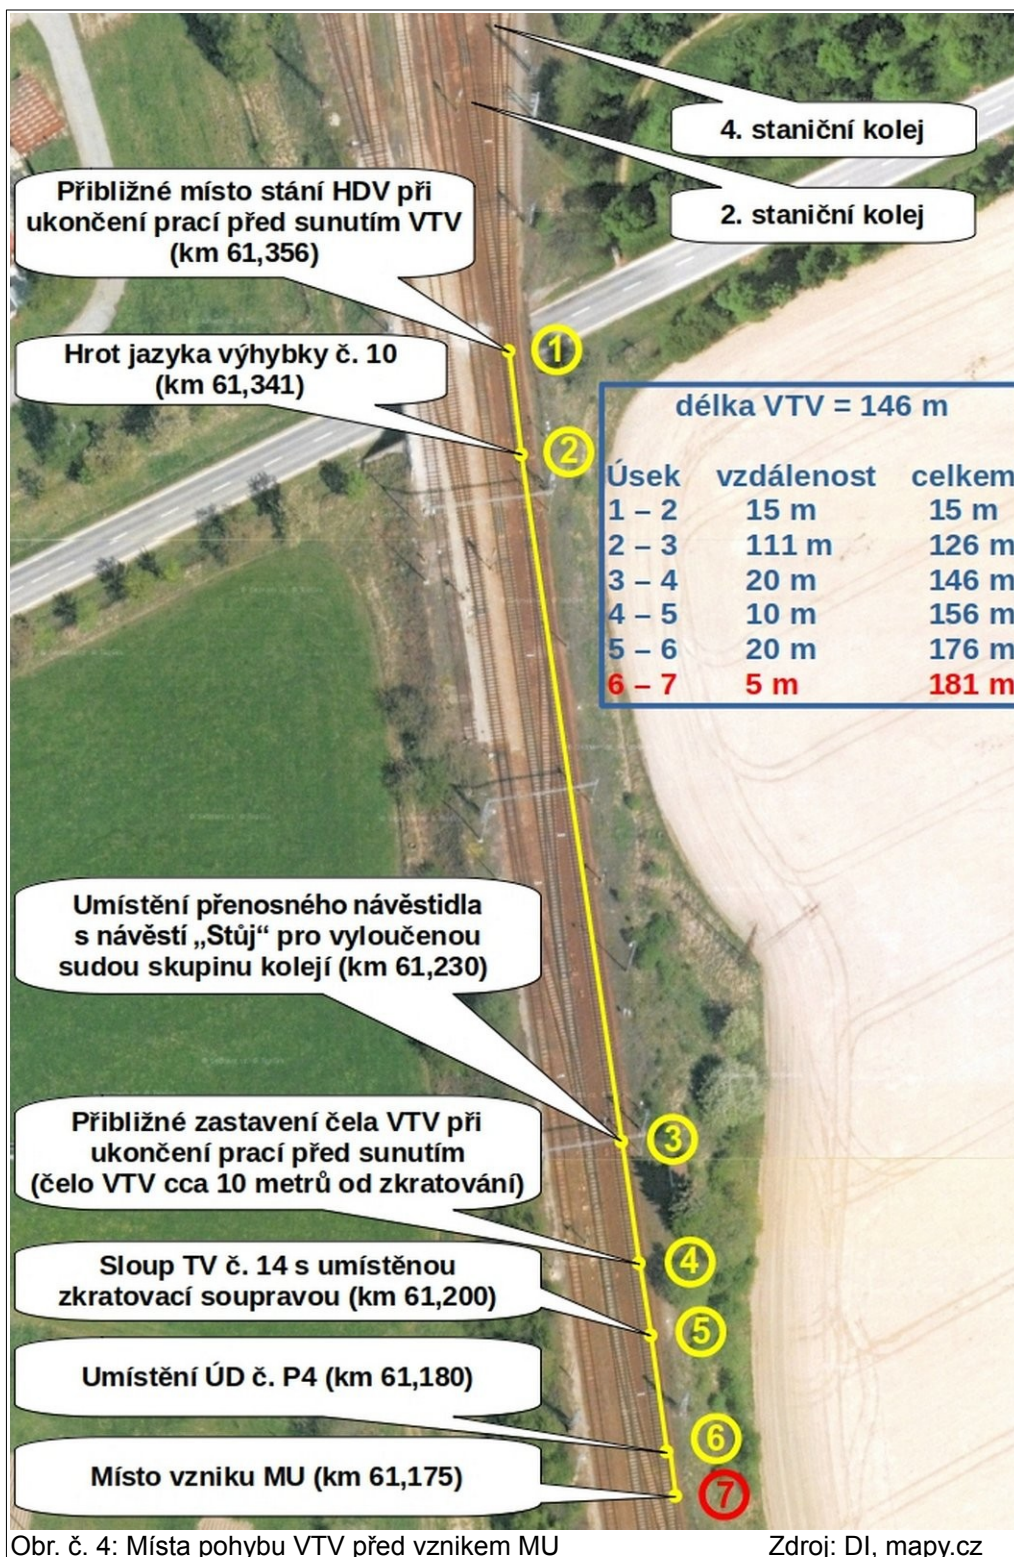 4. staniční kolej
2. staniční kolej
Přibližné místo stání HDV při
ukončení prací před sunutím VTV
(km 61,356)
Hrot jazyka výhybky č. 10
(km 61,341)
1
2
délka VTV = 146 m
Úsek vzdálenost celkem
1 – 2 15 m 15 m
2 – 3 111 m 126 m
3 – 4 20 m 146 m
4 – 5 10 m 156 m
5 – 6 20 m 176 m
6 – 7 5 m 181 m
Umístění přenosného návěstidla
s návěstí „Stůj“ pro vyloučenou
sudou skupinu kolejí (km 61,230)
3
Přibližné zastavení čela VTV při
ukončení prací před sunutím
(čelo VTV cca 10 metrů od zkratování)
4
Sloup TV č. 14 s umístěnou
zkratovací soupravou (km 61,200)
5
Umístění ÚD č. P4 (km 61,180)
6
Místo vzniku MU (km 61,175)
7
Obr. č. 4: Místa pohybu VTV před vznikem MU Zdroj: DI, mapy.cz